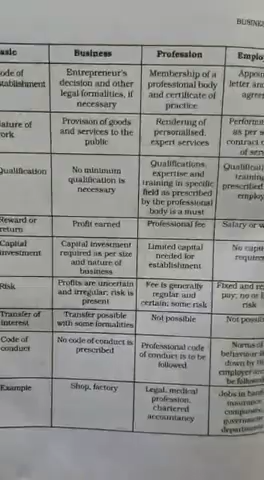 BUSINES
Basis Business Profession Employ
ode of Entrepreneur's Membership of a Appoin
stablishment decision and other professional body letter and
legal formalities, if and certificate of agree
necessary practice
ature of Provision of goods Rendering of Perform
ork and services to the personalised, as per s
public expert services contract o
of serv
Qualification No minimum Qualifications, Qualificati
qualification is expertise and training
necessary training in specific prescribed
field as prescribed employ
by the professional
body is a must
Reward or Profit earned Professional fee Salary or w
return
Capital Capital investment Limited capital No capit
investment required as per size needed for require
and nature of establishment
business
Risk Profits are uncertain Fee is generally Fixed and re
and irregular; risk is regular and pay; no or l
present certain; some risk risk
Transfer of Transfer possible Not possible Not possib
interest with some formalities
Code of No code of conduct is Professional code Norms of
conduct prescribed of conduct is to be behaviour l
followed down by th
employer are
be followed
Example Shop, factory Legal, medical Jobs in bank
profession, insurance
chartered companies,
accountancy government
department